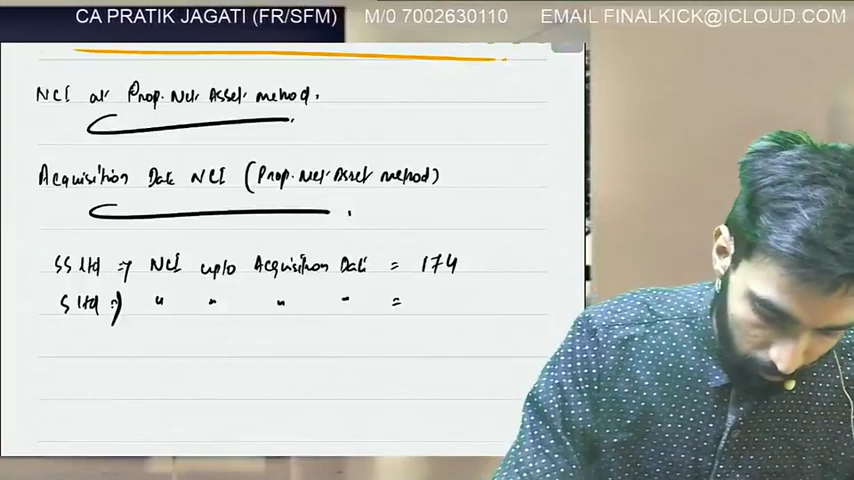 CA PRATIK JAGATI (FR/SFM) M/0 7002630110 EMAIL FINALKICK@ICLOUD.COM
NCI at Prop. Net Asset method.
Acquisition Date NCI (Prop. Net Asset method)
SS ltd => NCI upto Acquisition Date = 174
S ltd => " " " " =